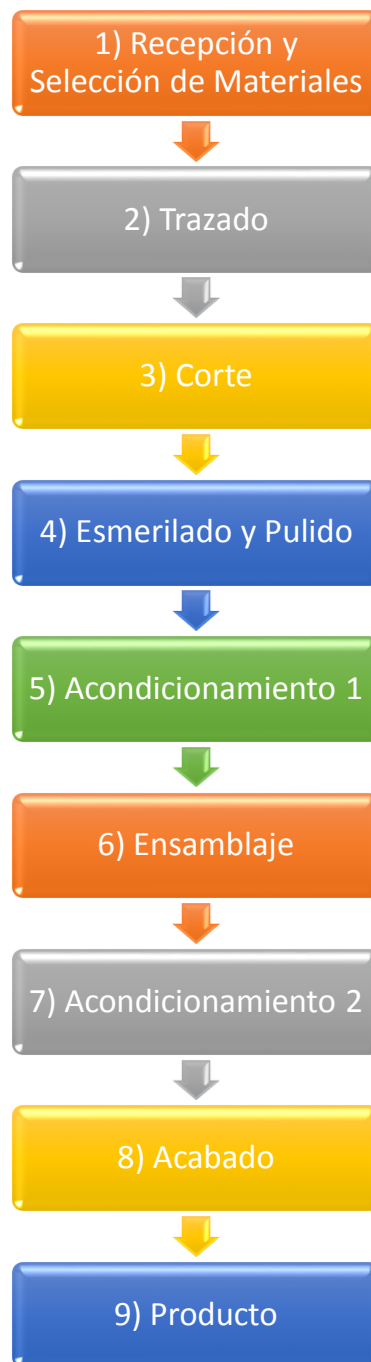 1) Recepción y
Selección de Materiales
2) Trazado
3) Corte
4) Esmerilado y Pulido
5) Acondicionamiento 1
6) Ensamblaje
7) Acondicionamiento 2
8) Acabado
9) Producto